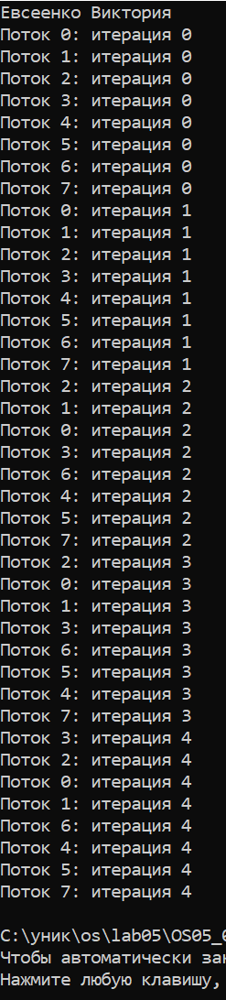 Евсеенко Виктория
Поток 0: итерация 0
Поток 1: итерация 0
Поток 2: итерация 0
Поток 3: итерация 0
Поток 4: итерация 0
Поток 5: итерация 0
Поток 6: итерация 0
Поток 7: итерация 0
Поток 0: итерация 1
Поток 1: итерация 1
Поток 2: итерация 1
Поток 3: итерация 1
Поток 4: итерация 1
Поток 5: итерация 1
Поток 6: итерация 1
Поток 7: итерация 1
Поток 2: итерация 2
Поток 1: итерация 2
Поток 0: итерация 2
Поток 3: итерация 2
Поток 6: итерация 2
Поток 4: итерация 2
Поток 5: итерация 2
Поток 7: итерация 2
Поток 2: итерация 3
Поток 0: итерация 3
Поток 1: итерация 3
Поток 3: итерация 3
Поток 6: итерация 3
Поток 5: итерация 3
Поток 4: итерация 3
Поток 7: итерация 3
Поток 3: итерация 4
Поток 2: итерация 4
Поток 0: итерация 4
Поток 1: итерация 4
Поток 6: итерация 4
Поток 4: итерация 4
Поток 5: итерация 4
Поток 7: итерация 4
C:\уник\os\lab05\OS05_0
Чтобы автоматически зак
Нажмите любую клавишу,